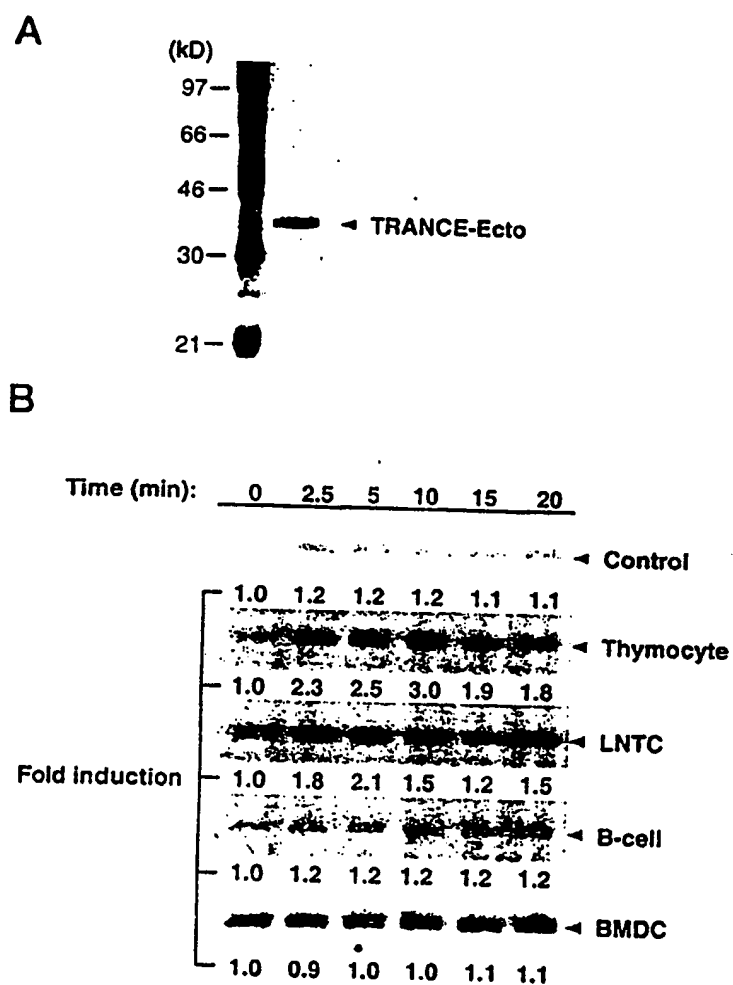 A
(kD)
97
66
46
TRANCE-Ecto
30
21
B
Time (min): 0 2.5 5 10 15 20
Control
1.0 1.2 1.2 1.2 1.1 1.1
Thymocyte
1.0 2.3 2.5 3.0 1.9 1.8
LNTC
Fold induction 1.0 1.8 2.1 1.5 1.2 1.5
B-cell
1.0 1.2 1.2 1.2 1.2 1.2
BMDC
1.0 0.9 1.0 1.0 1.1 1.1